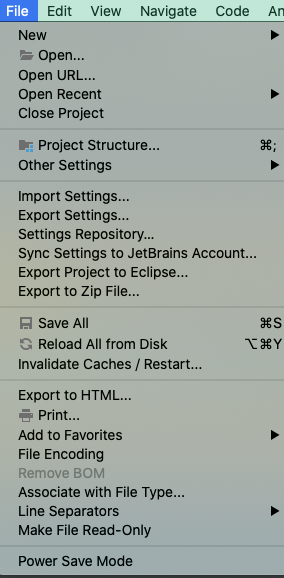 File Edit View Navigate Code An
New
Open...
Open URL...
Open Recent
Close Project
Project Structure... ⌘;
Other Settings
Import Settings...
Export Settings...
Settings Repository...
Sync Settings to JetBrains Account...
Export Project to Eclipse...
Export to Zip File...
Save All ⌘S
Reload All from Disk ⌥⌘Y
Invalidate Caches / Restart...
Export to HTML...
Print...
Add to Favorites
File Encoding
Remove BOM
Associate with File Type...
Line Separators
Make File Read-Only
Power Save Mode